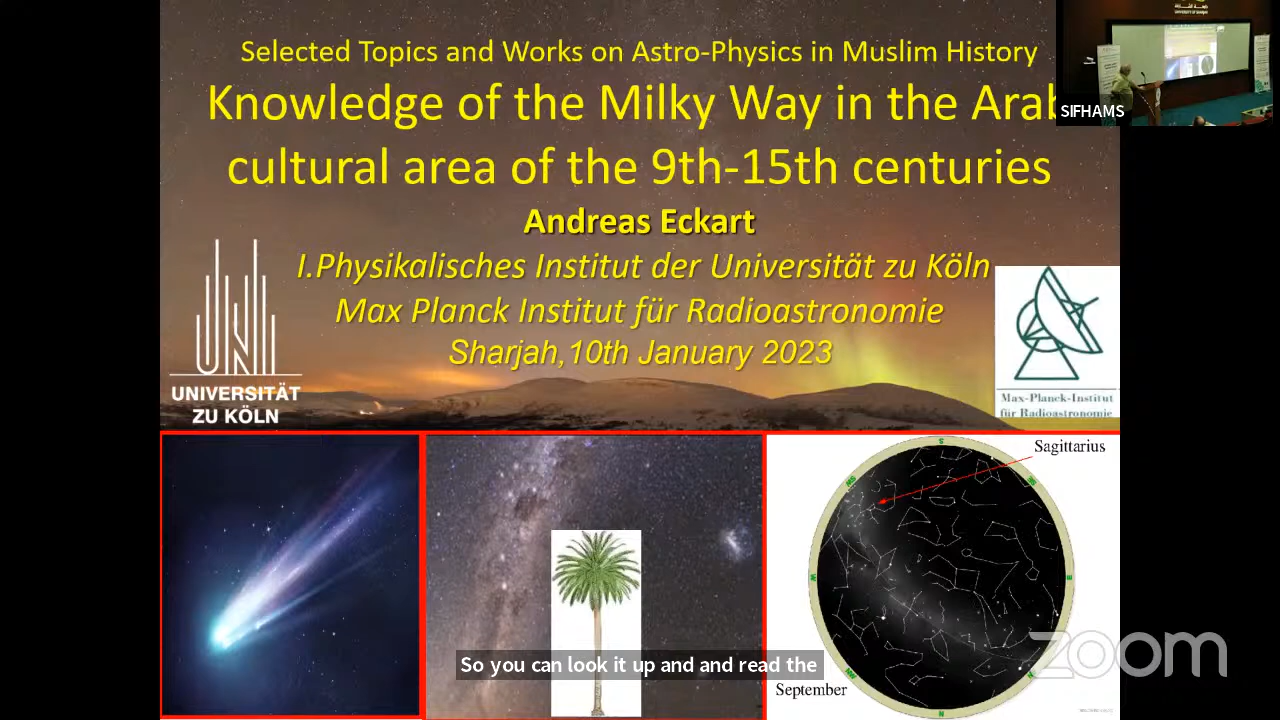 Selected Topics and Works on Astro-Physics in Muslim History
Knowledge of the Milky Way in the Arab
cultural area of the 9th-15th centuries
Andreas Eckart
I.Physikalisches Institut der Universität zu Köln
Max Planck Institut für Radioastronomie
Sharjah,10th January 2023
UNIVERSITÄT
ZU KÖLN
Max-Planck-Institut
für Radioastronomie
SIFHAMS
Sagittarius
S
E
N
W
September
So you can look it up and and read the
zoom